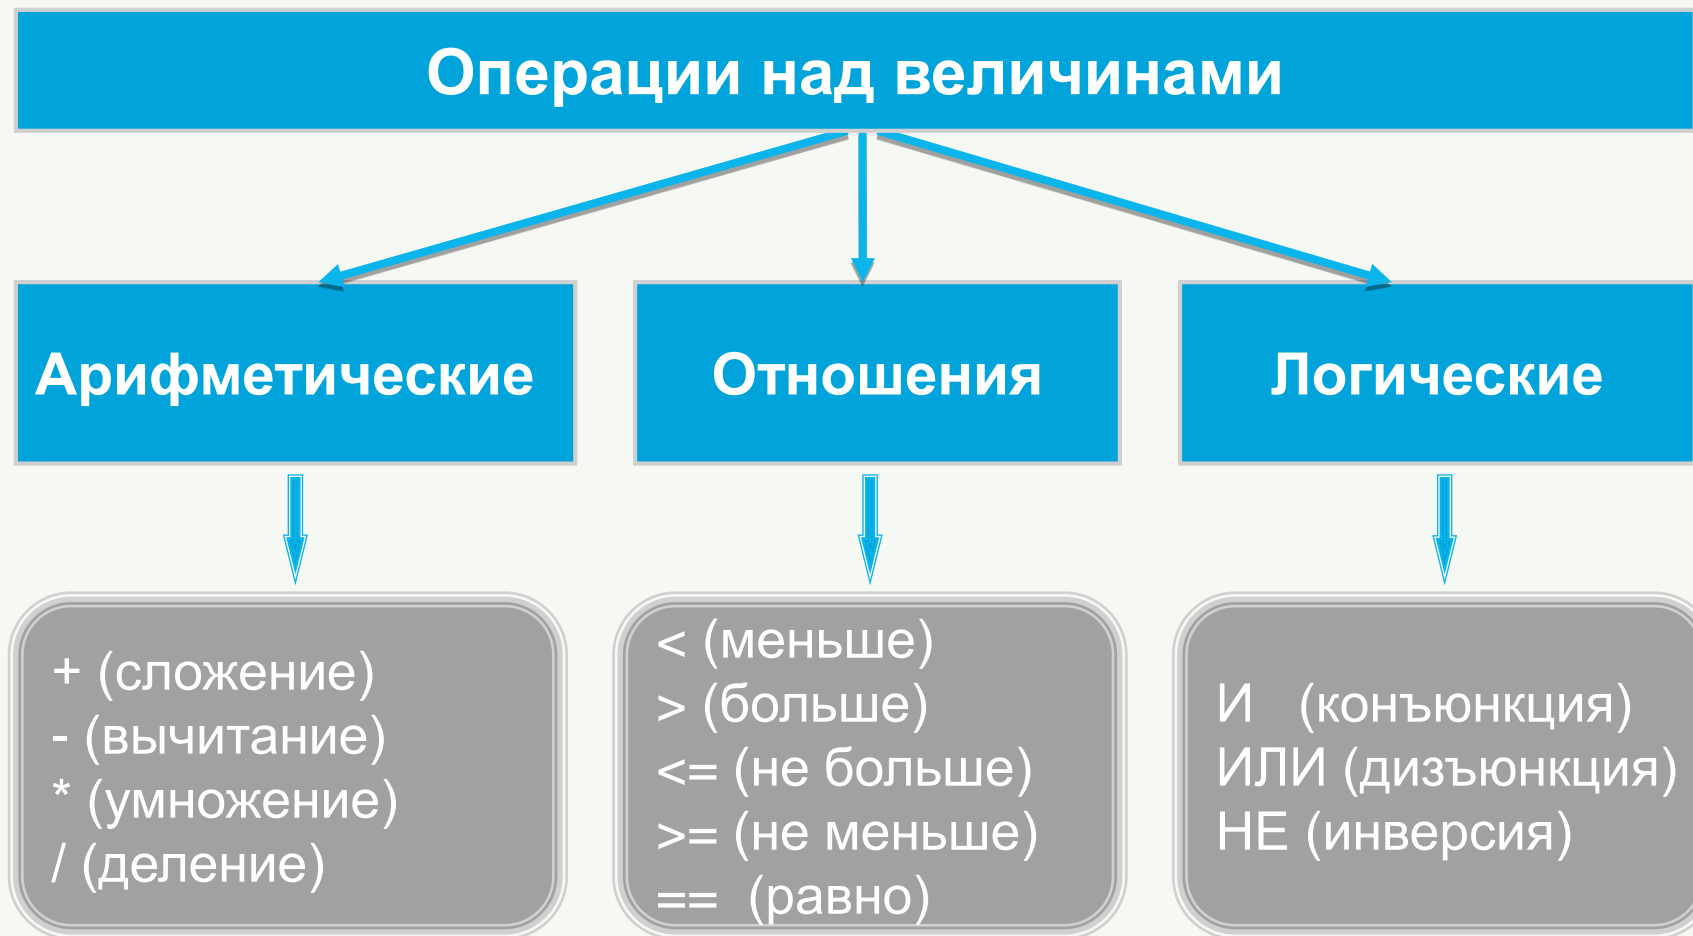 Операции над величинами
Арифметические
Отношения
Логические
+ (сложение)
- (вычитание)
* (умножение)
/ (деление)
< (меньше)
> (больше)
<= (не больше)
>= (не меньше)
== (равно)
И (конъюнкция)
ИЛИ (дизъюнкция)
НЕ (инверсия)